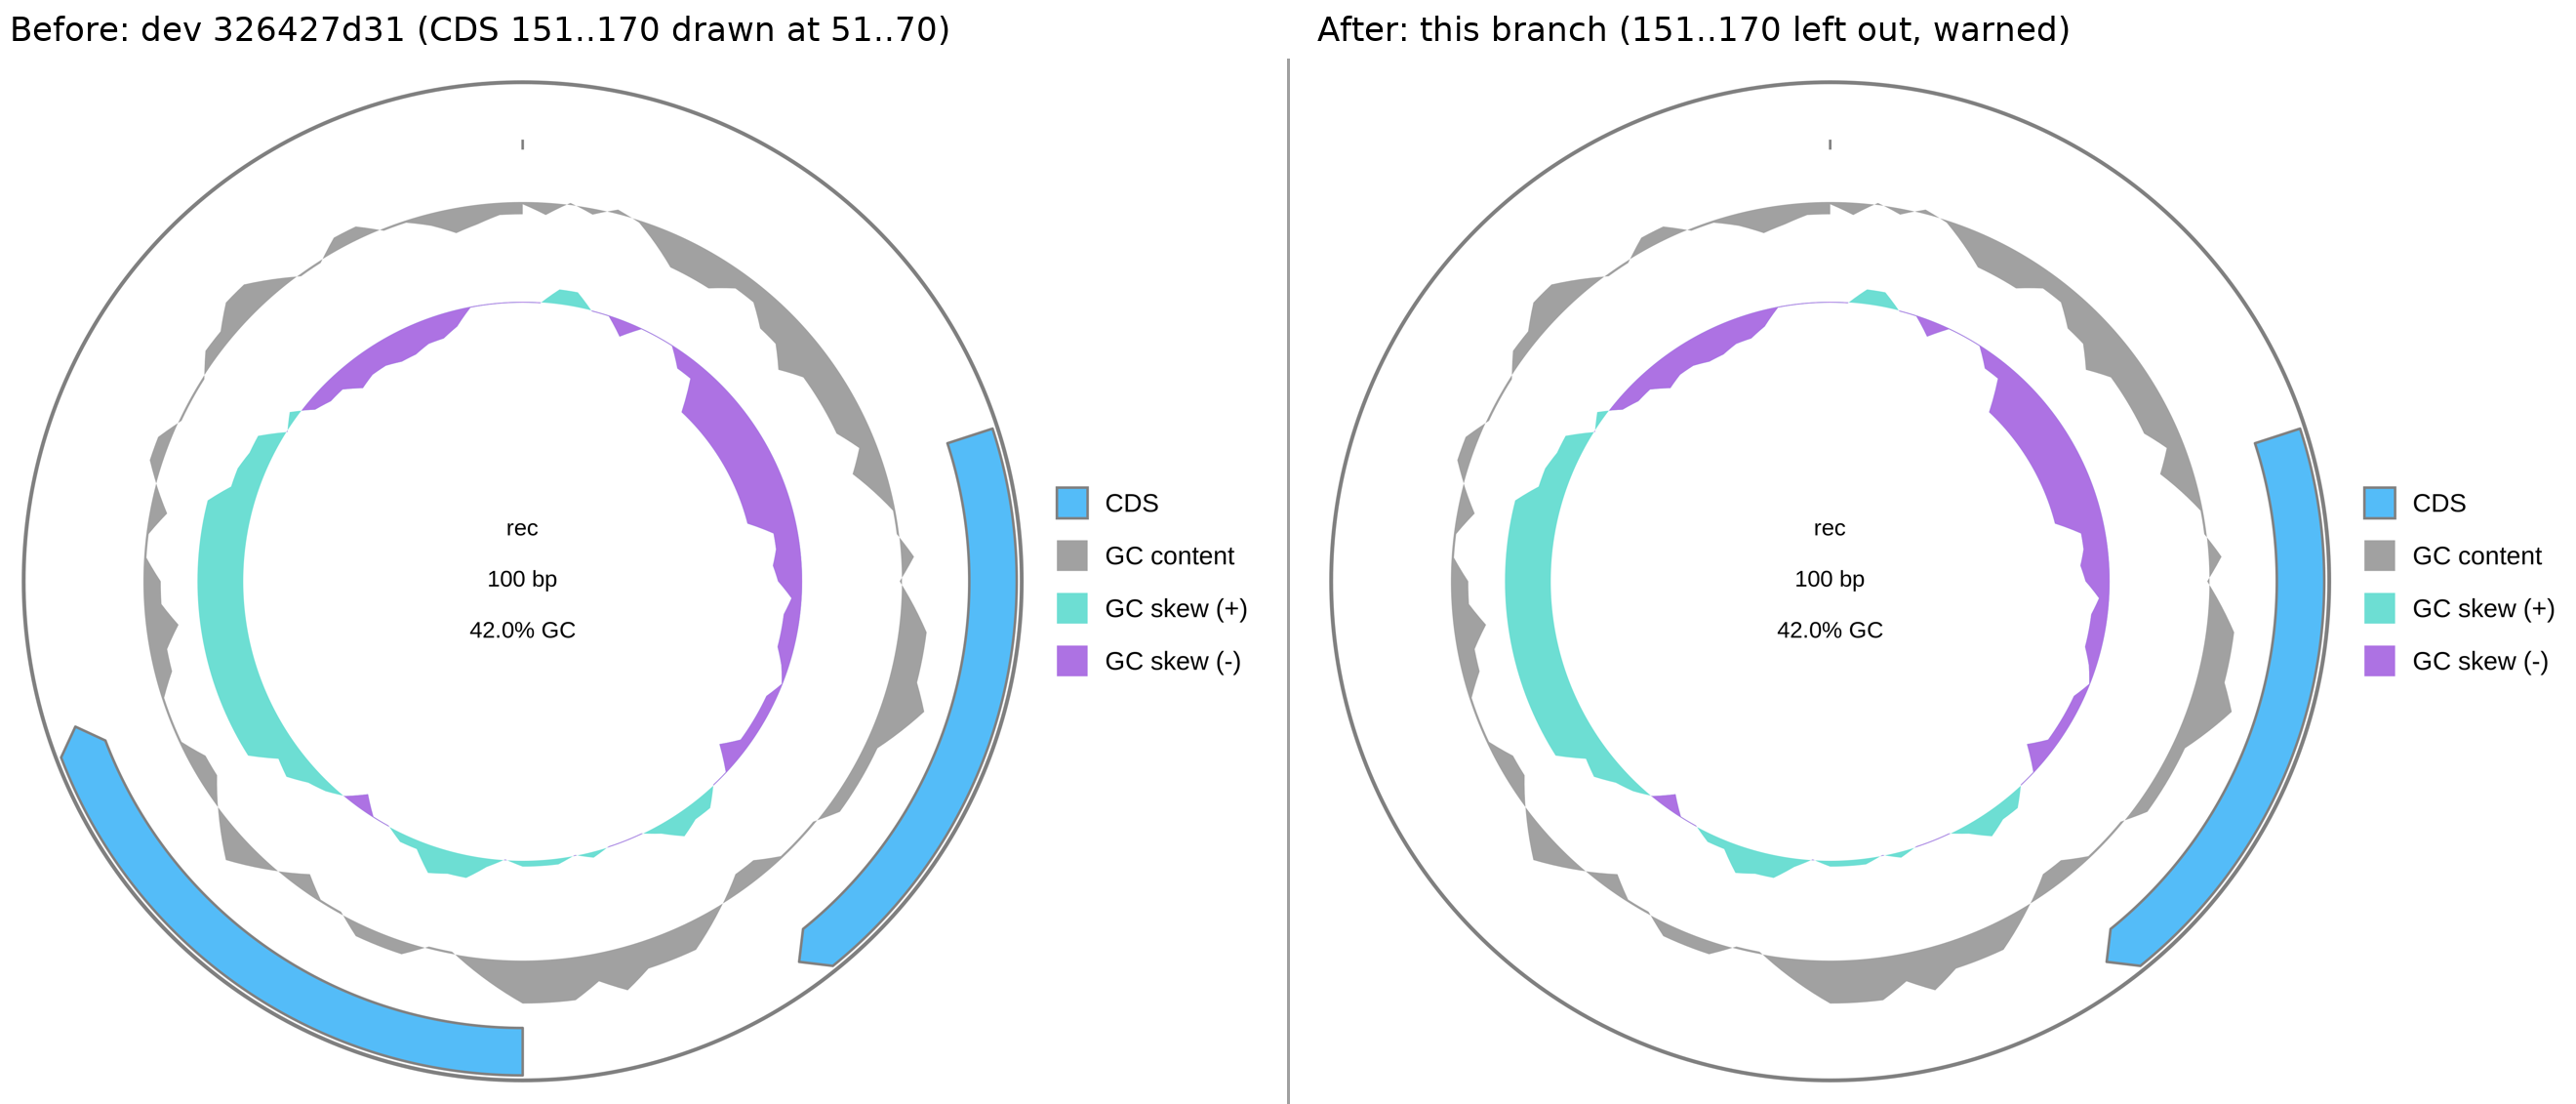 Before: dev 326427d31 (CDS 151..170 drawn at 51..70)
After: this branch (151..170 left out, warned)
rec
100 bp
42.0% GC
CDS
GC content
GC skew (+)
GC skew (-)
rec
100 bp
42.0% GC
CDS
GC content
GC skew (+)
GC skew (-)